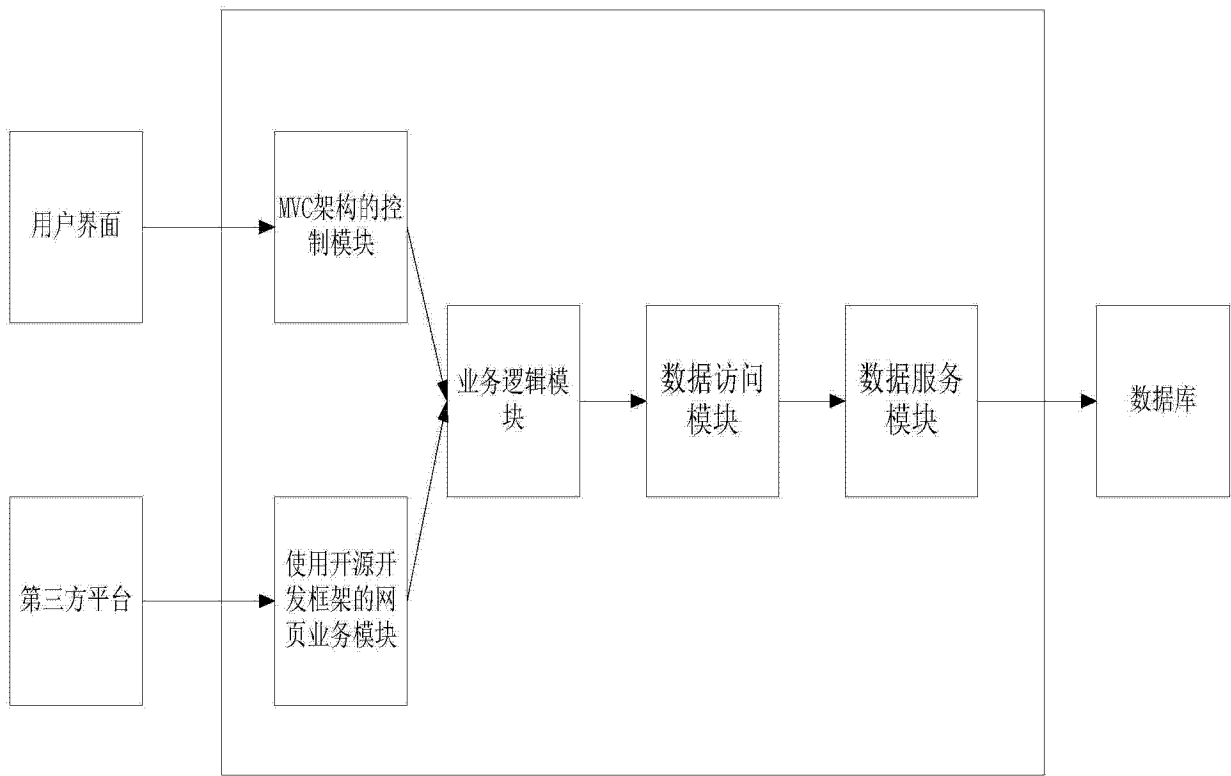 用户界面
MVC架构的控
制模块
业务逻辑模
块
数据访问
模块
数据服务
模块
数据库
第三方平台
使用开源开
发框架的网
页业务模块